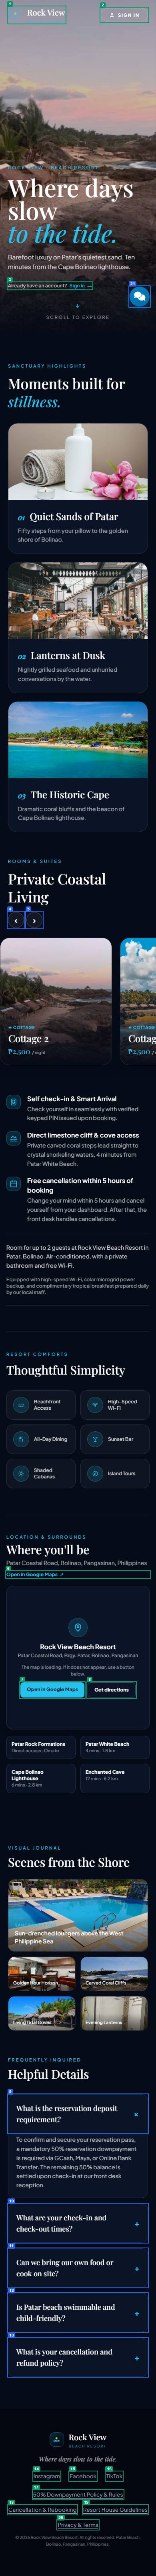 Rock View
SIGN IN
Where days
slow
to the tide.
Barefoot luxury on Patar's quietest sand. Ten
minutes from the Cape Bolinao lighthouse.
Already have an account? Sign in →
SCROLL TO EXPLORE
SANCTUARY HIGHLIGHTS
Moments built for
stillness.
01 Quiet Sands of Patar
Fifty steps from your pillow to the golden
shore of Bolinao.
02 Lanterns at Dusk
Nightly grilled seafood and unhurried
conversations by the water.
03 The Historic Cape
Dramatic coral bluffs and the beacon of
Cape Bolinao lighthouse.
ROOMS & SUITES
Private Coastal
Living
COTTAGE
Cottage 2
₱2,500 / night
COTTAGE
₱2,500
Self check-in & Smart Arrival
Check yourself in seamlessly with verified
keypad PIN issued upon booking.
Direct limestone cliff & cove access
Private carved coral steps lead straight to
crystal snorkeling waters, 4 minutes from
Patar White Beach.
Free cancellation within 5 hours of
booking
Change your mind within 5 hours and cancel
yourself from your dashboard. After that, the
front desk handles cancellations.
Room for up to 2 guests at Rock View Beach Resort in
Patar, Bolinao. Air-conditioned, with a private
bathroom and free Wi-Fi.
Equipped with high-speed Wi-Fi, solar microgrid power
backup, and complimentary tropical breakfast prepared daily
by our local staff.
RESORT COMFORTS
Thoughtful Simplicity
Beachfront
Access
High-Speed
Wi-Fi
All-Day Dining
Sunset Bar
Shaded
Cabanas
Island Tours
LOCATION & SURROUNDS
Where you'll be
Patar Coastal Road, Bolinao, Pangasinan, Philippines
Open in Google Maps ↗
Rock View Beach Resort
Patar Coastal Road, Brgy. Patar, Bolinao, Pangasinan
The map is loading. If it does not appear, use a button
below.
Open in Google Maps
Get directions
Patar Rock Formations
Direct access · On site
Patar White Beach
4 mins · 1.8 km
Cape Bolinao
Lighthouse
6 mins · 2.8 km
Enchanted Cave
12 mins · 6.2 km
VISUAL JOURNAL
Scenes from the Shore
Sun-drenched loungers above the West
Philippine Sea
Golden Hour Horizon
Carved Coral Cliffs
Living Tidal Coves
Evening Lanterns
FREQUENTLY INQUIRED
Helpful Details
What is the reservation deposit
requirement?
To confirm and secure your reservation pass,
a mandatory 50% reservation downpayment
is required via GCash, Maya, or Online Bank
Transfer. The remaining 50% balance is
settled upon check-in at our front desk
reception.
What are your check-in and
check-out times?
Can we bring our own food or
cook on site?
Is Patar beach swimmable and
child-friendly?
What is your cancellation and
refund policy?
Rock View
BEACH RESORT
Where days slow to the tide.
Instagram
Facebook
TikTok
50% Downpayment Policy & Rules
Cancellation & Rebooking
Resort House Guidelines
Privacy & Terms
© 2026 Rock View Beach Resort. All rights reserved. Patar Beach,
Bolinao, Pangasinan, Philippines.